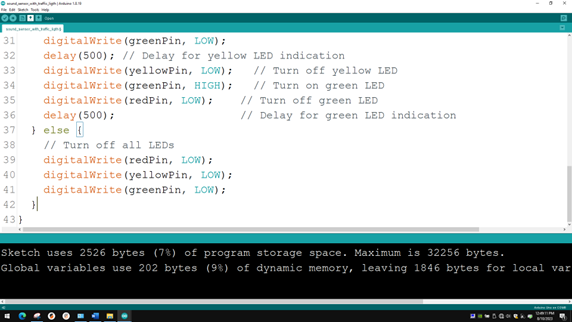 sound_sensor_with_traffic_light | Arduino 1.8.19
File Edit Sketch Tools Help
Upload
sound_sensor_with_traffic_light §
31 digitalWrite(greenPin, LOW);
32 delay(500); // Delay for yellow LED indication
33 digitalWrite(yellowPin, LOW); // Turn off yellow LED
34 digitalWrite(greenPin, HIGH); // Turn on green LED
35 digitalWrite(redPin, LOW); // Turn off green LED
36 delay(500); // Delay for green LED indication
37 } else {
38 // Turn off all LEDs
39 digitalWrite(redPin, LOW);
40 digitalWrite(yellowPin, LOW);
41 digitalWrite(greenPin, LOW);
42 }
43 }
Sketch uses 2526 bytes (7%) of program storage space. Maximum is 32256 bytes.
Global variables use 202 bytes (9%) of dynamic memory, leaving 1846 bytes for local var
12:49:11 PM
8/19/2023